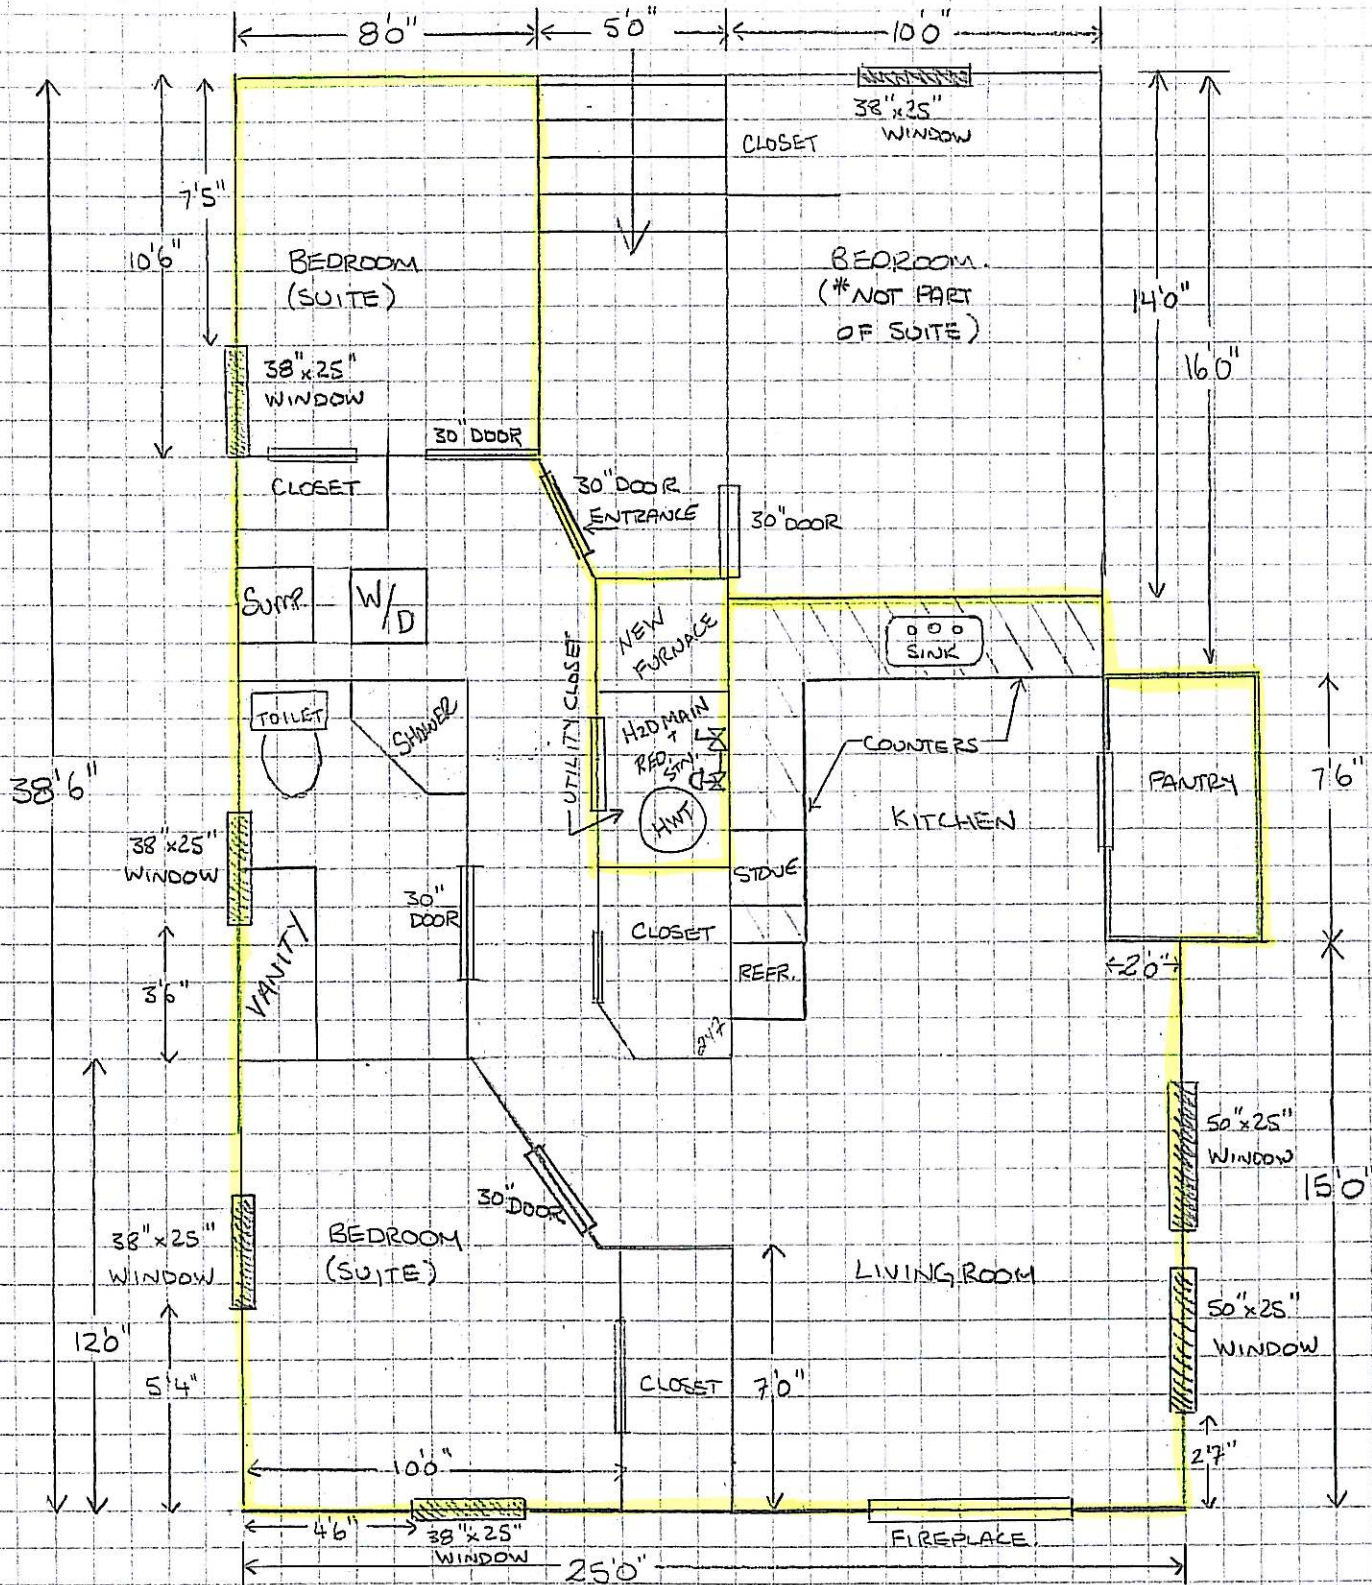 8'0"
5'0"
10'0"
38"x25"
WINDOW
CLOSET
7'5"
10'6"
BEDROOM
(SUITE)
BEDROOM.
(*NOT PART
OF SUITE)
14'0"
16'0"
38"x25"
WINDOW
30" DOOR
CLOSET
30" DOOR
ENTRANCE
30" DOOR
SUMP.
W/D
NEW
FURNACE
SINK
UTILITY CLOSET
TOILET
SHOWER
H2O MAIN
+
RED.
STN.
HWT
COUNTERS
PANTRY
7'6"
38'6"
KITCHEN
38"x25"
WINDOW
STOVE
30"
DOOR
CLOSET
VANITY
REFR.
2'0"
3'6"
50"x25"
WINDOW
15'0"
30" DOOR
38"x25"
WINDOW
BEDROOM
(SUITE)
LIVING ROOM
50"x25"
WINDOW
12'0"
5'4"
CLOSET
7'0"
2'7"
10'0"
4'6"
38"x25"
WINDOW
FIREPLACE.
25'0"